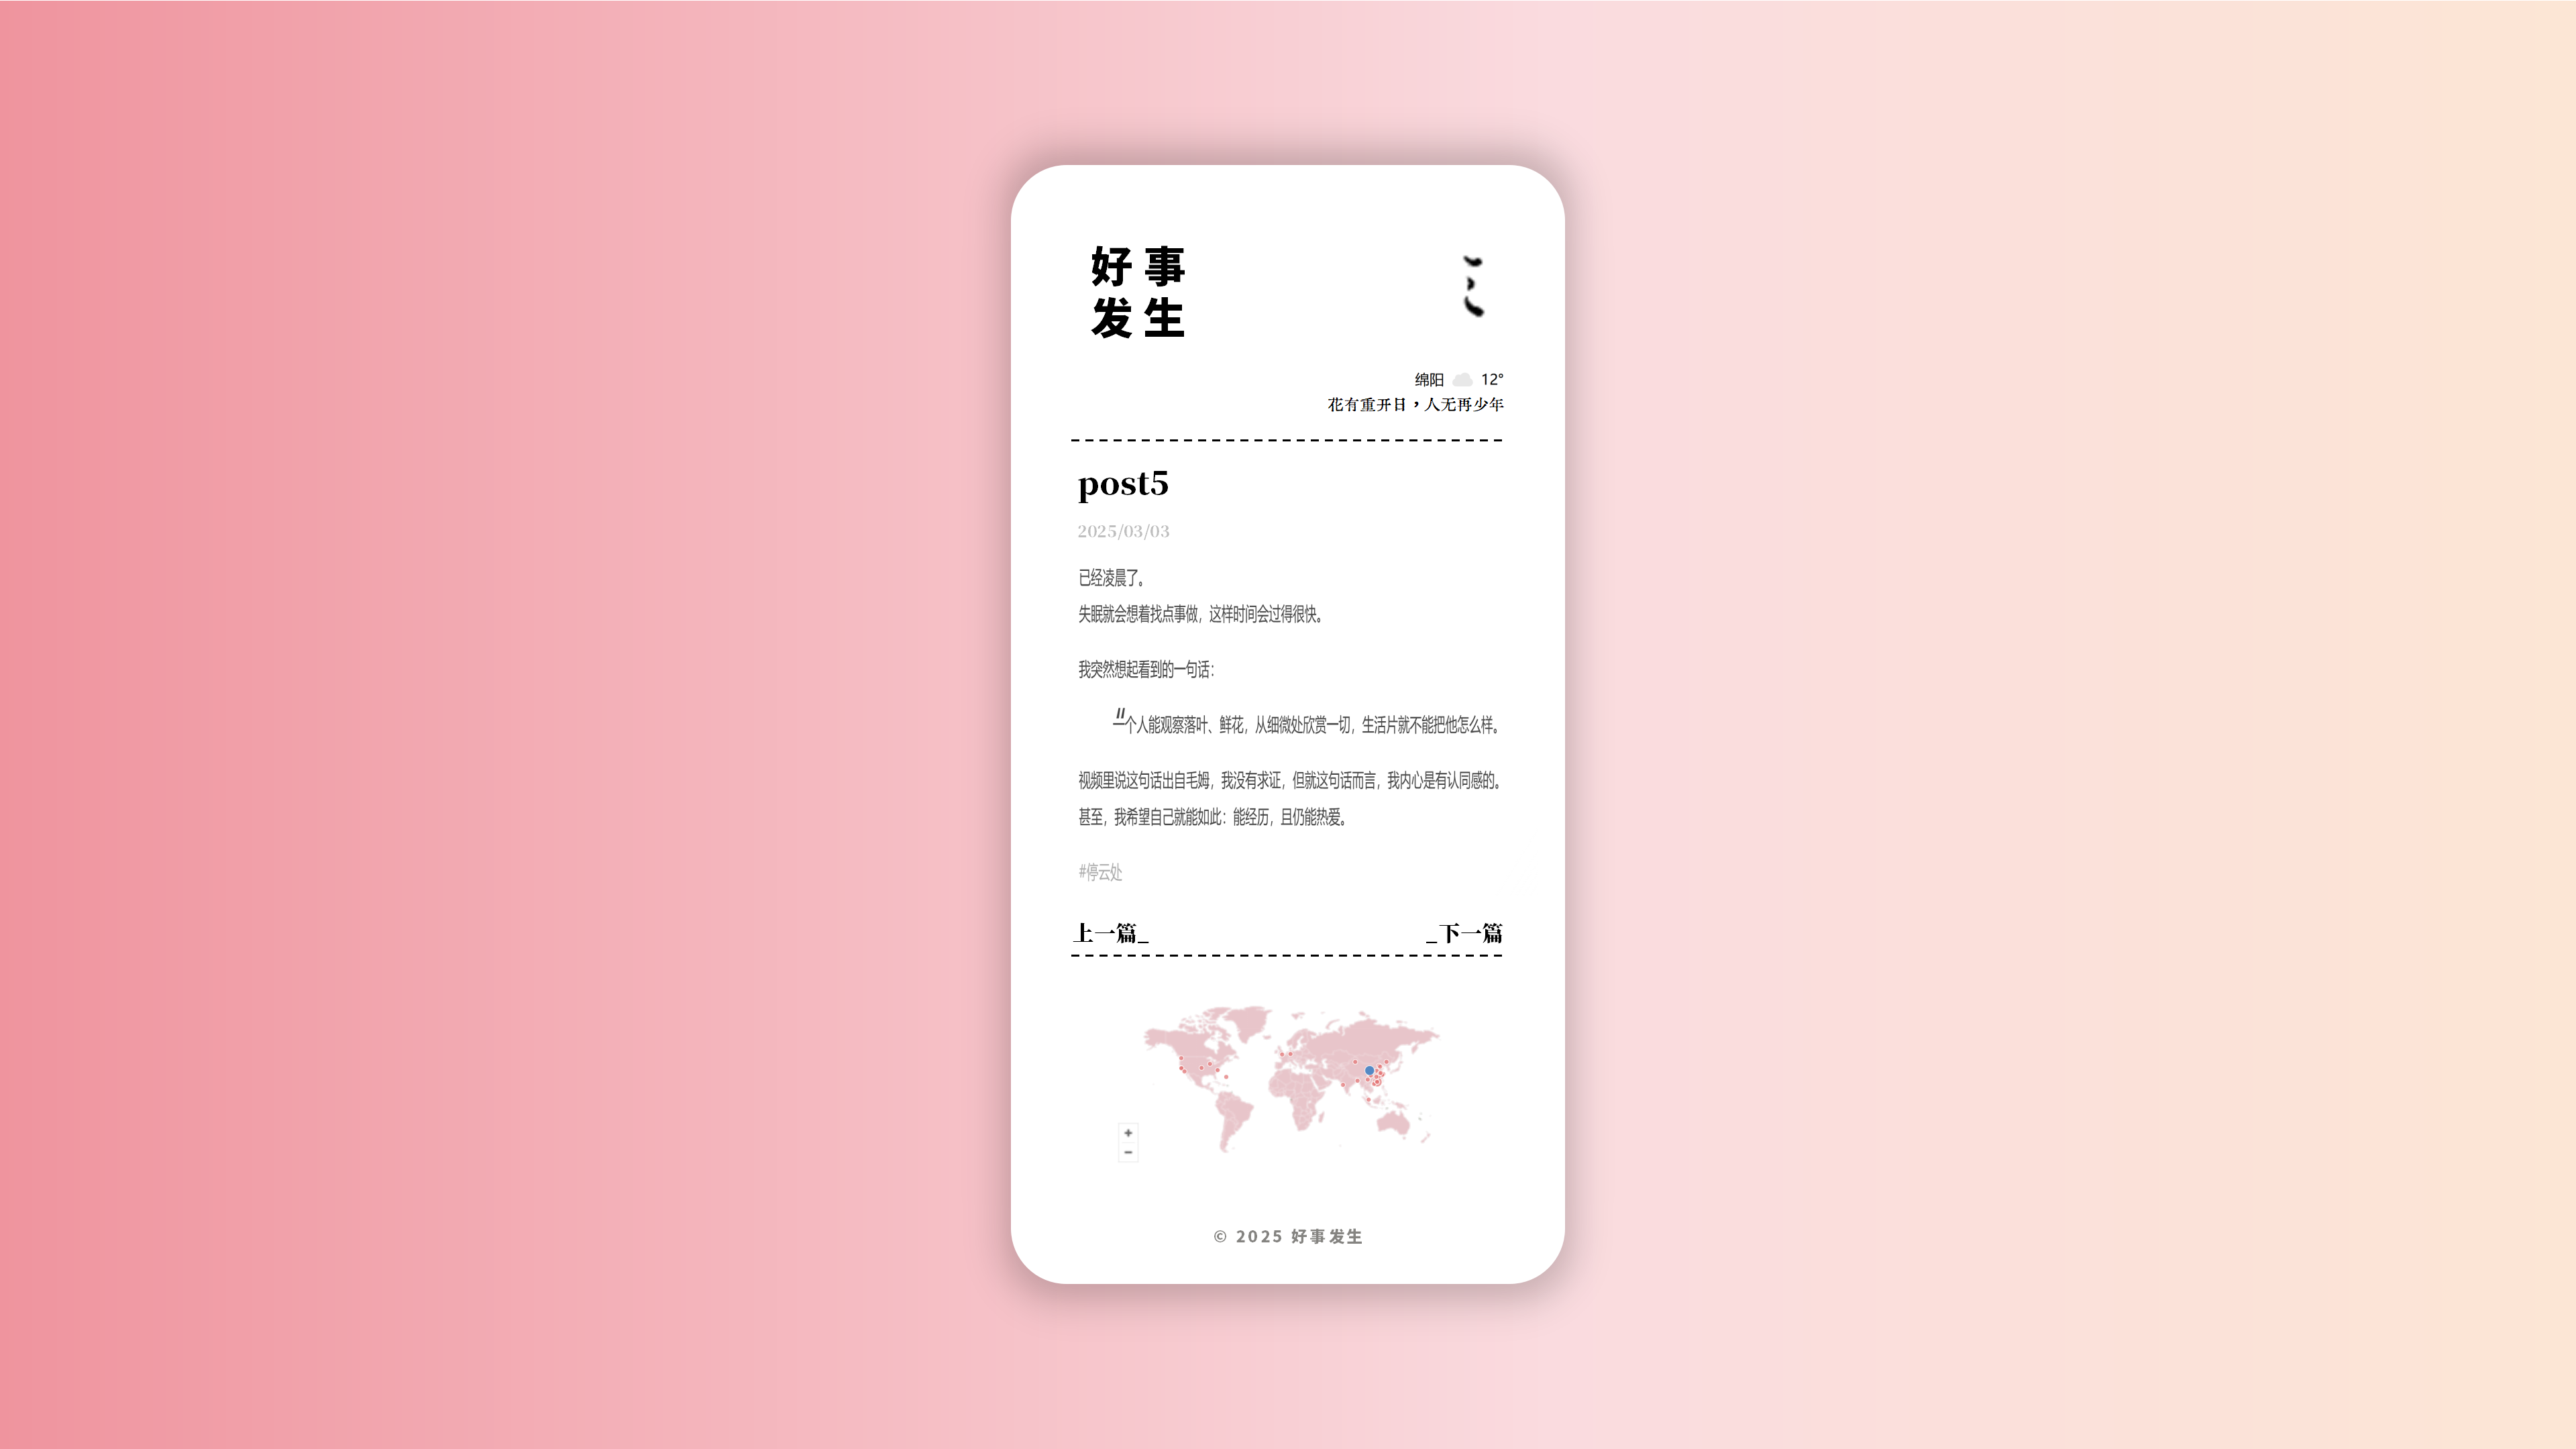 好事
发生
绵阳 12°
花有重开日，人无再少年
post5
2025/03/03
已经凌晨了。
失眠就会想着找点事做，这样时间会过得很快。
我突然想起看到的一句话：
"一个人能观察落叶、鲜花，从细微处欣赏一切，生活片就不能把他怎么样。
视频里说这句话出自毛姆，我没有求证，但就这句话而言，我内心是有认同感的。
甚至，我希望自己就能如此：能经历，且仍能热爱。
#停云处
上一篇_ _下一篇
+
−
© 2025 好事发生